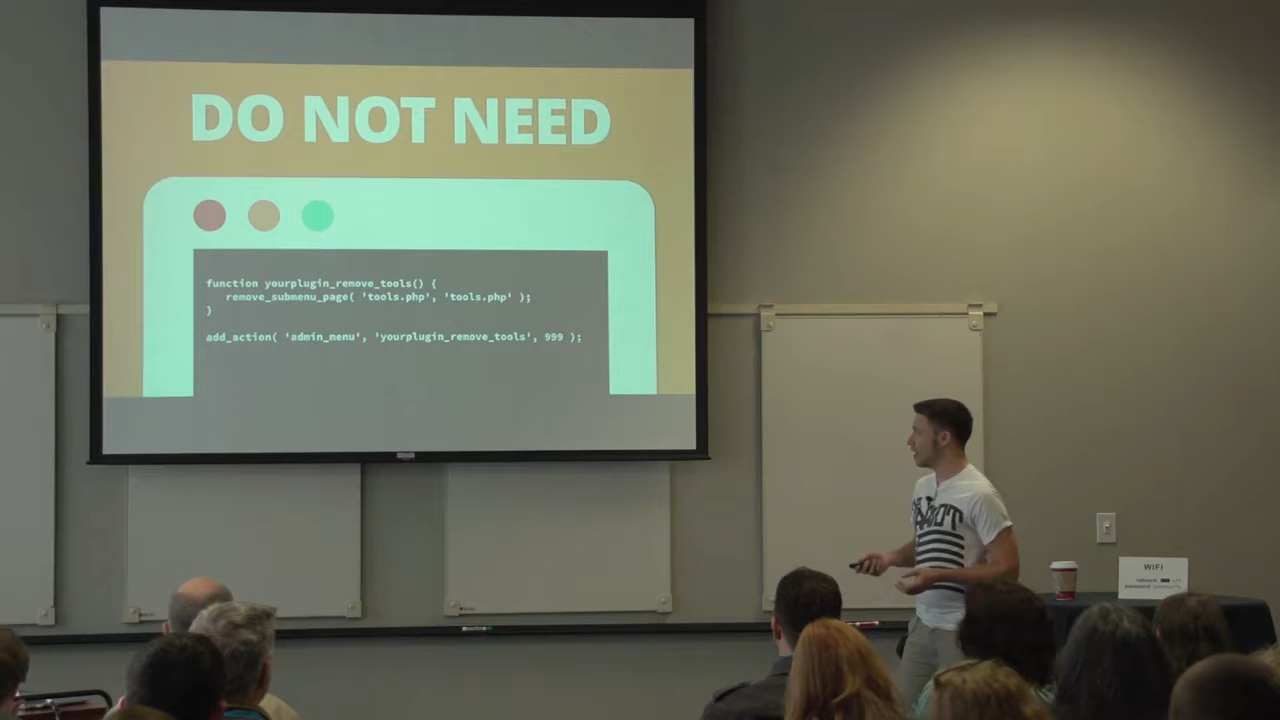 DO NOT NEED
function yourplugin_remove_tools() {
remove_submenu_page( 'tools.php', 'tools.php' );
}
add_action( 'admin_menu', 'yourplugin_remove_tools', 999 );
WIFI